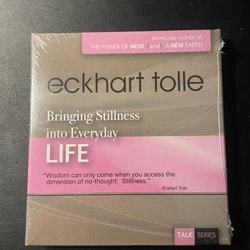 BESTSELLING AUTHOR OF
THE POWER OF NOW and A NEW EARTH
eckhart tolle
Bringing Stillness
into Everyday
LIFE
"Wisdom can only come when you access the
dimension of no-thought: Stillness."
Eckhart Tolle
TALK SERIES